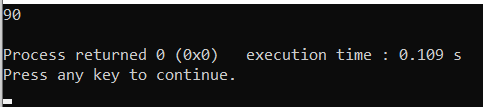 90
Process returned 0 (0x0)   execution time : 0.109 s
Press any key to continue.